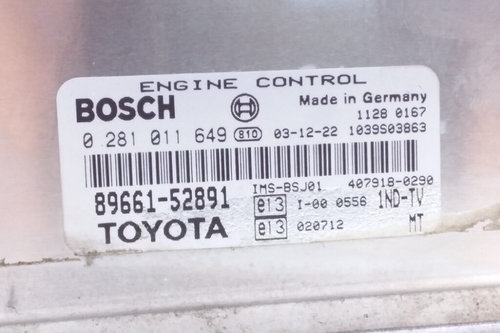 ENGINE CONTROL
BOSCH Made in Germany
1128 0167
0 281 011 649 810 03-12-22 1039S03863
IMS-BSJ01 407918-0290
89661-52891 e13 I-00 0556 1ND-TV
TOYOTA e13 020712 MT